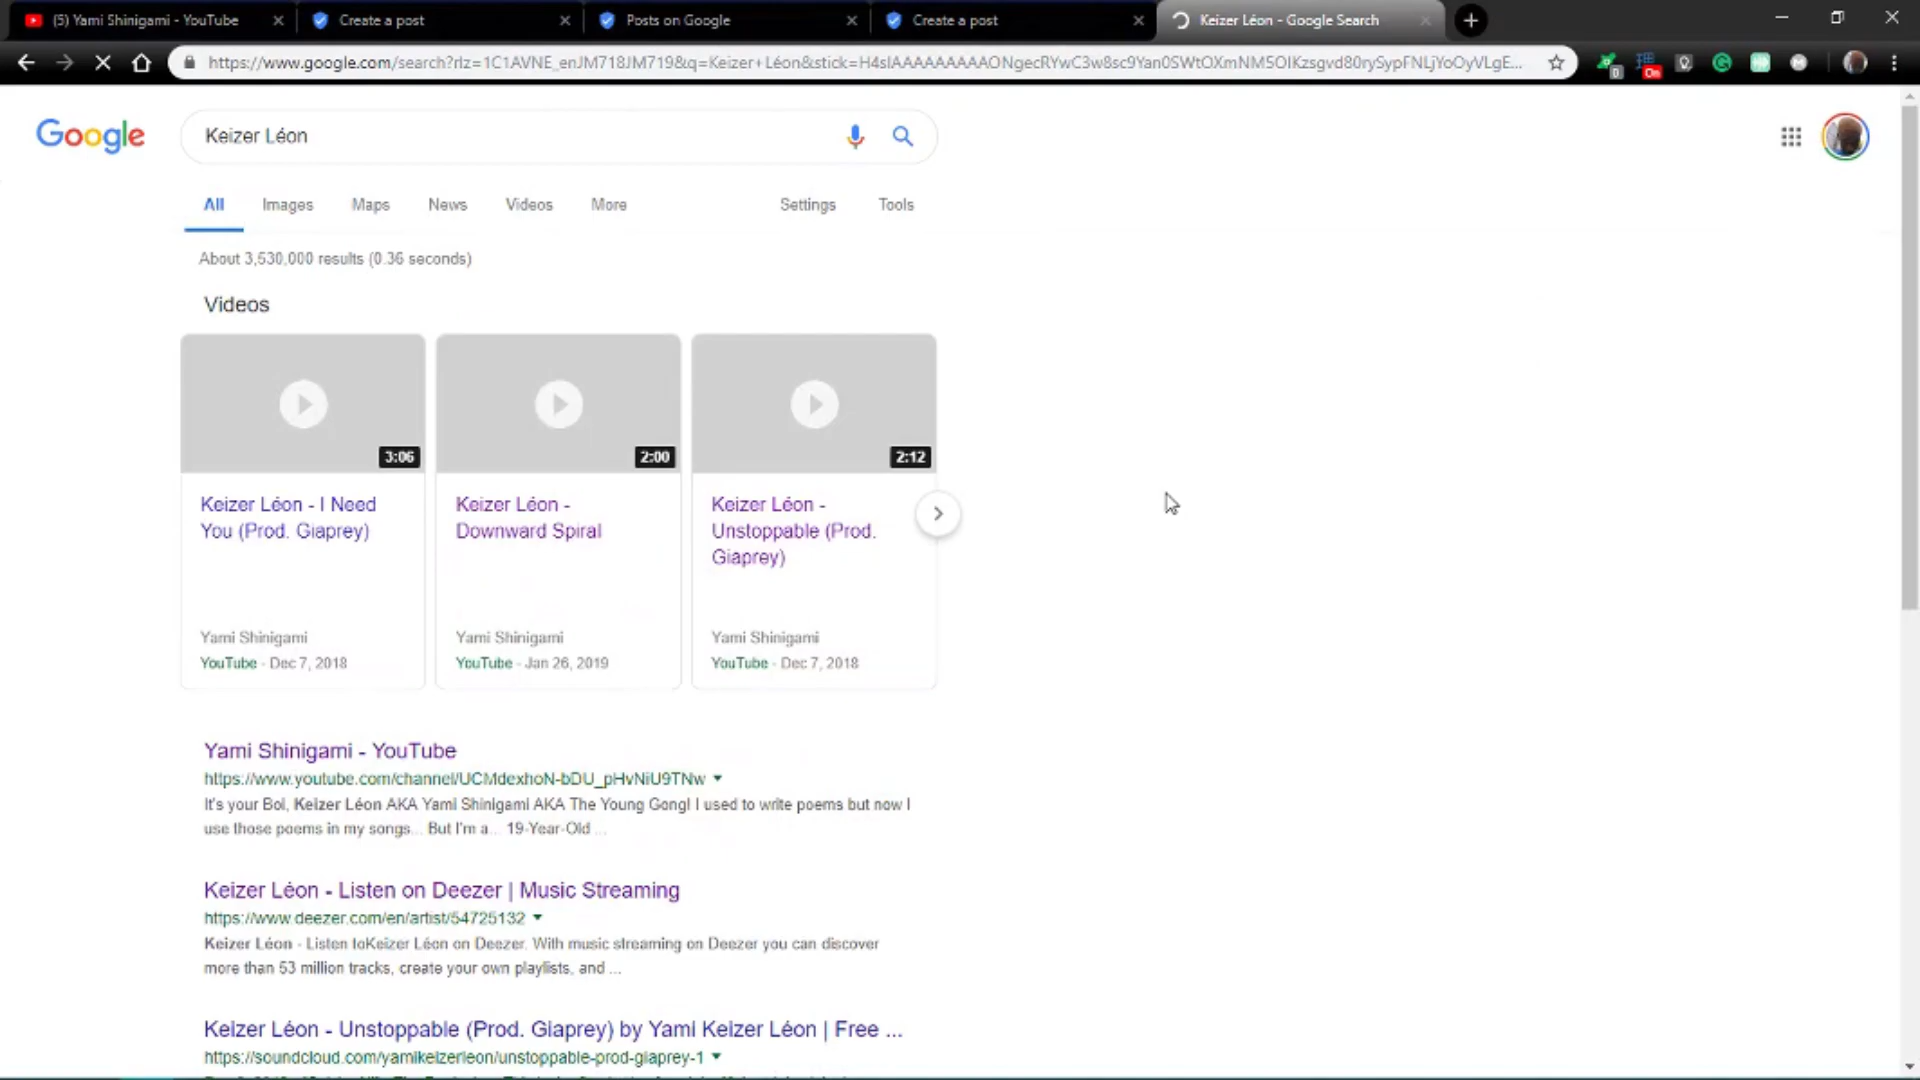 (5) Yami Shinigami - YouTube
Create a post
Posts on Google
Create a post
Keizer Léon - Google Search
https://www.google.com/search?rlz=1C1AVNE_enJM718JM719&q=Keizer+Léon&stick=
On
Google
Keizer Léon
All
Images
Maps
News
Videos
More
Settings
Tools
About 3,530,000 results (0.36 seconds)
Videos
3:06
2:00
2:12
Keizer Léon - I Need
You (Prod. Giaprey)
Keizer Léon -
Downward Spiral
Keizer Léon -
Unstoppable (Prod.
Giaprey)
Yami Shinigami
YouTube - Dec 7, 2018
Yami Shinigami
YouTube - Jan 26, 2019
Yami Shinigami
YouTube - Dec 7, 2018
Yami Shinigami - YouTube
https://www.youtube.com/channel/UCMdexhoN-bDU_pHvNiU9TNw
It's your Boi, Keizer Léon AKA Yami Shinigami AKA The Young Gong! I used to write poems but now I
use those poems in my songs... But I'm a... 19-Year-Old ...
Keizer Léon - Listen on Deezer | Music Streaming
https://www.deezer.com/en/artist/54725132
Keizer Léon - Listen toKeizer Léon on Deezer. With music streaming on Deezer you can discover
more than 53 million tracks, create your own playlists, and ...
Keizer Léon - Unstoppable (Prod. Giaprey) by Yami Keizer Léon | Free ...
https://soundcloud.com/yamikeizerleon/unstoppable-prod-giaprey-1